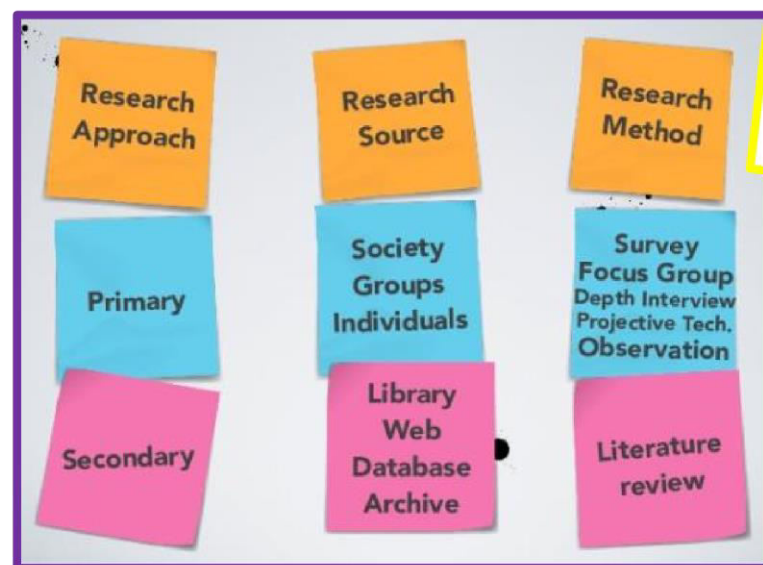 Research
Approach
Research
Source
Research
Method
Primary
Society
Groups
Individuals
Survey
Focus Group
Depth Interview
Projective Tech.
Observation
Secondary
Library
Web
Database
Archive
Literature
review